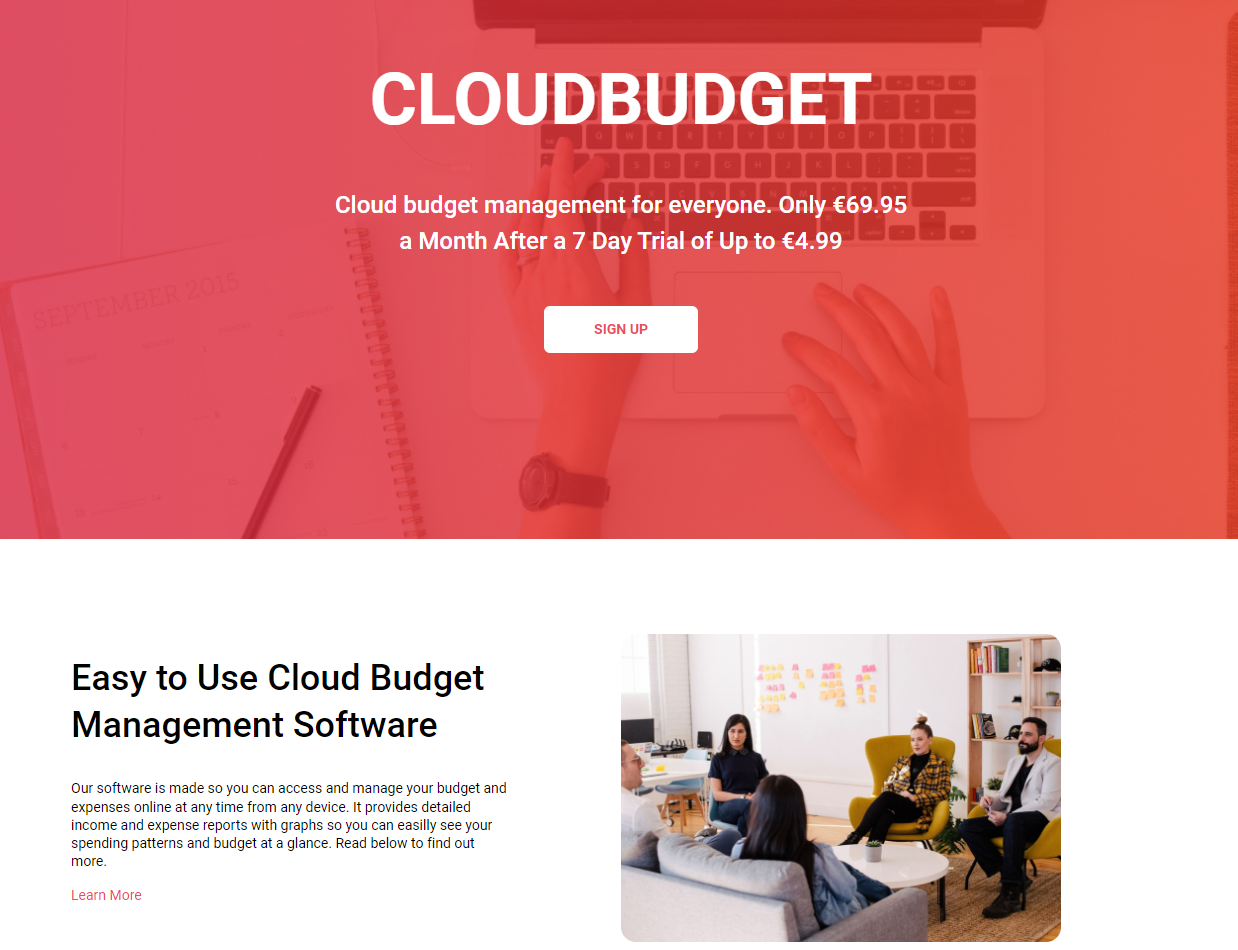 CLOUDBUDGET
Cloud budget management for everyone. Only €69.95
a Month After a 7 Day Trial of Up to €4.99
SIGN UP
SEPTEMBER 2015
Easy to Use Cloud Budget
Management Software
Our software is made so you can access and manage your budget and
expenses online at any time from any device. It provides detailed
income and expense reports with graphs so you can easilly see your
spending patterns and budget at a glance. Read below to find out
more.
Learn More